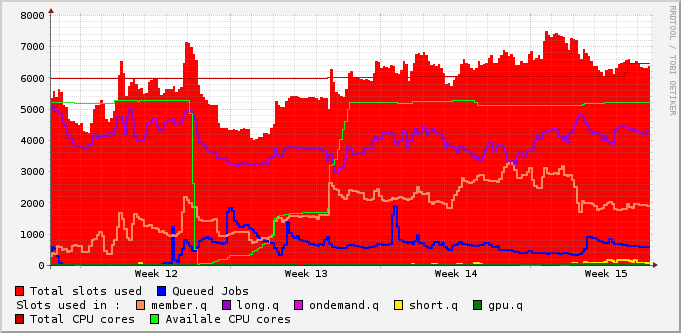 8000
7000
6000
5000
4000
3000
2000
1000
0
Week 12 Week 13 Week 14 Week 15
RRDTOOL / TOBI OETIKER
Total slots used Queued Jobs
Slots used in : member.q long.q ondemand.q short.q gpu.q
Total CPU cores Availale CPU cores